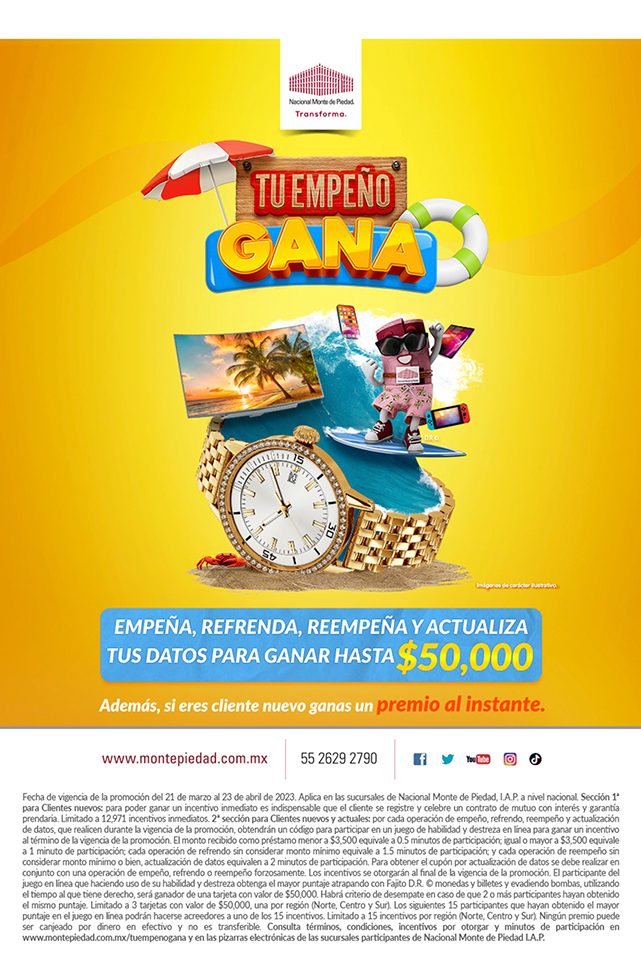 Nacional Monte de Piedad®
Transforma®
TU EMPEÑO
GANA
15
45
30
Imágenes de carácter ilustrativo.
EMPEÑA, REFRENDA, REEMPEÑA Y ACTUALIZA
TUS DATOS PARA GANAR HASTA $50,000
Además, si eres cliente nuevo ganas un premio al instante.
www.montepiedad.com.mx
55 2629 2790
YouTube
Fecha de vigencia de la promoción del 21 de marzo al 23 de abril de 2023. Aplica en las sucursales de Nacional Monte de Piedad, I.A.P. a nivel nacional. Sección 1ª
para Clientes nuevos: para poder ganar un incentivo inmediato es indispensable que el cliente se registre y celebre un contrato de mutuo con interés y garantía
prendaria. Limitado a 12,971 incentivos inmediatos. 2ª sección para Clientes nuevos y actuales: por cada operación de empeño, refrendo, reempeño y actualización
de datos, que realicen durante la vigencia de la promoción, obtendrán un código para participar en un juego de habilidad y destreza en línea para ganar un incentivo
al término de la vigencia de la promoción. El monto recibido como préstamo menor a $3,500 equivale a 0.5 minutos de participación; igual o mayor a $3,500 equivale
a 1 minuto de participación; cada operación de refrendo sin considerar monto mínimo equivale a 1.5 minutos de participación; y cada operación de reempeño sin
considerar monto mínimo o bien, actualización de datos equivalen a 2 minutos de participación. Para obtener el cupón por actualización de datos se debe realizar en
conjunto con una operación de empeño, refrendo o reempeño forzosamente. Los incentivos se otorgarán al final de la vigencia de la promoción. El participante del
juego en línea que haciendo uso de su habilidad y destreza obtenga el mayor puntaje atrapando con Fajito D.R. © monedas y billetes y evadiendo bombas, utilizando
el tiempo al que tiene derecho, será ganador de una tarjeta con valor de $50,000. Habrá criterio de desempate en caso de que 2 o más participantes hayan obtenido
el mismo puntaje. Limitado a 3 tarjetas con valor de $50,000, una por región (Norte, Centro y Sur). Los siguientes 15 participantes que hayan obtenido el mayor
puntaje en el juego en línea podrán hacerse acreedores a uno de los 15 incentivos. Limitado a 15 incentivos por región (Norte, Centro y Sur). Ningún premio puede
ser canjeado por dinero en efectivo y no es transferible. Consulta términos, condiciones, incentivos por otorgar y minutos de participación en
www.montepiedad.com.mx/tuempenogana y en las pizarras electrónicas de las sucursales participantes de Nacional Monte de Piedad I.A.P.